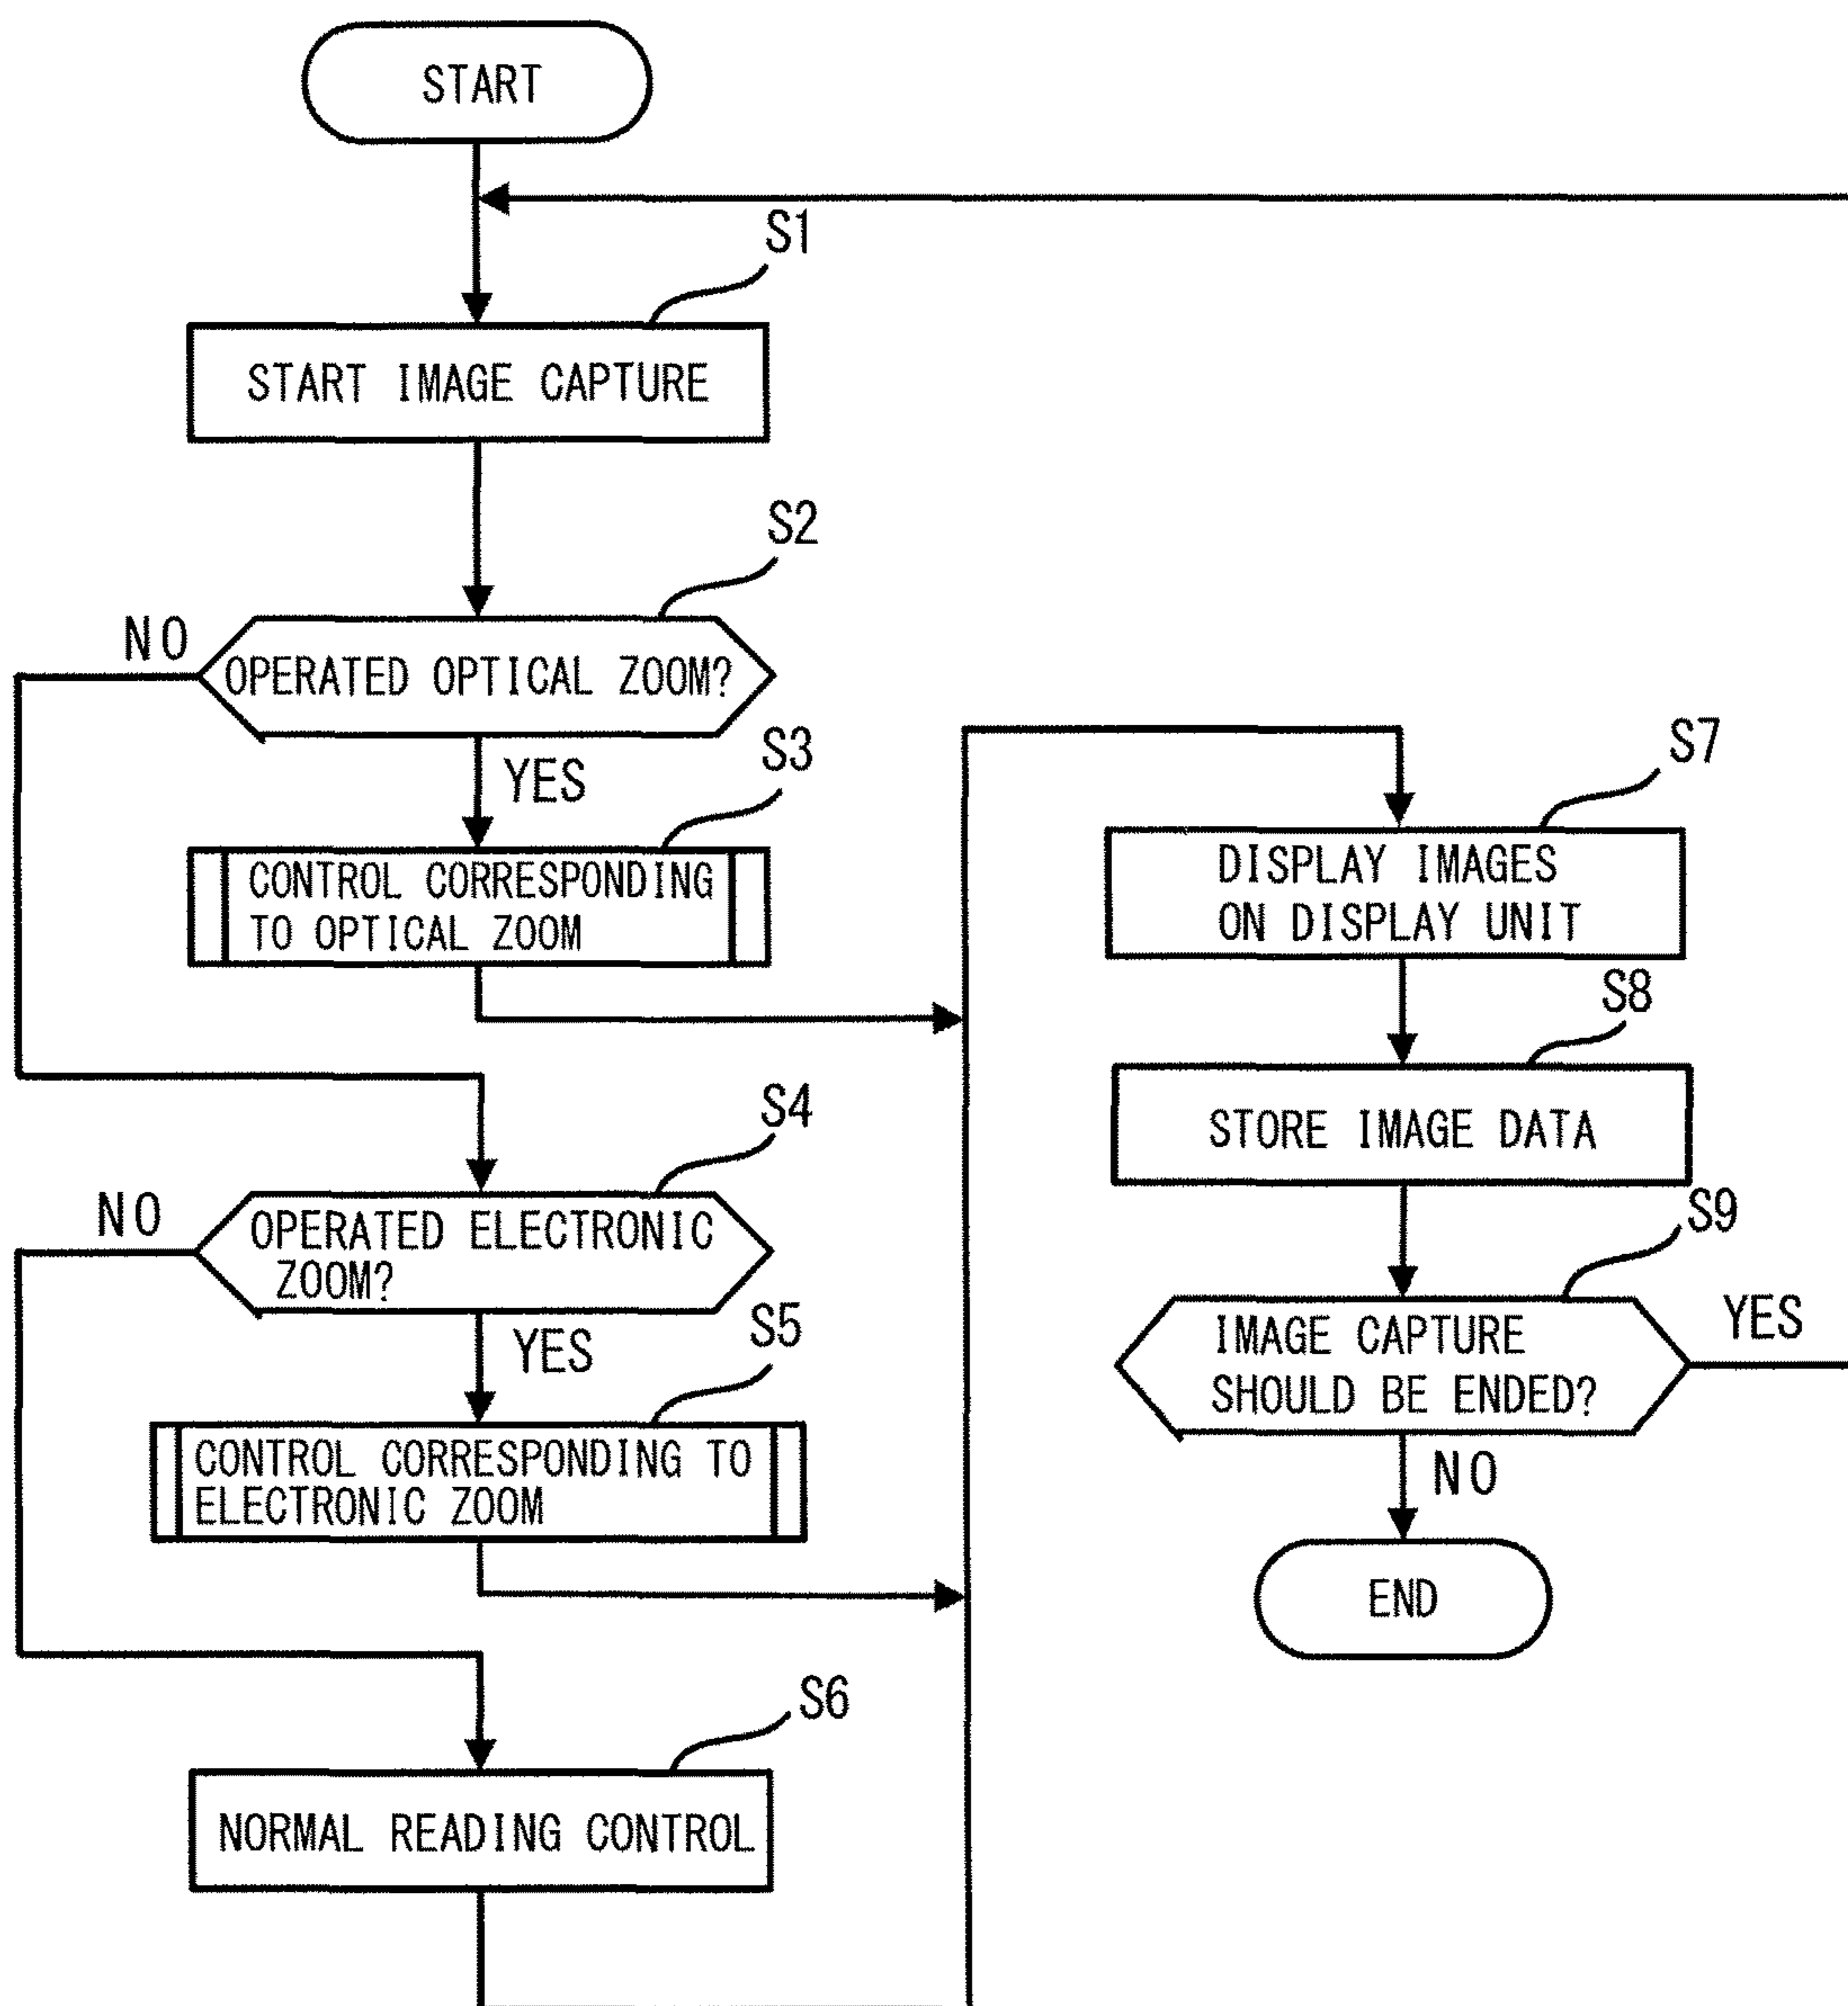 START
S1
START IMAGE CAPTURE
S2
NO
OPERATED OPTICAL ZOOM?
YES
S3
CONTROL CORRESPONDING
TO OPTICAL ZOOM
S4
NO
OPERATED ELECTRONIC
ZOOM?
YES
S5
CONTROL CORRESPONDING TO
ELECTRONIC ZOOM
S6
NORMAL READING CONTROL
S7
DISPLAY IMAGES
ON DISPLAY UNIT
S8
STORE IMAGE DATA
S9
IMAGE CAPTURE
SHOULD BE ENDED?
YES
NO
END